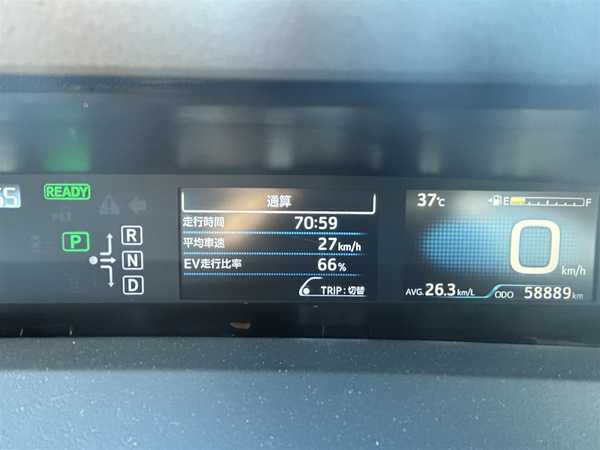 READY
P
R
N
D
通算
走行時間 70:59
平均車速 27km/h
EV走行比率 66%
TRIP:切替
37℃
E F
0 km/h
AVG.26.3km/L ODO 58889km